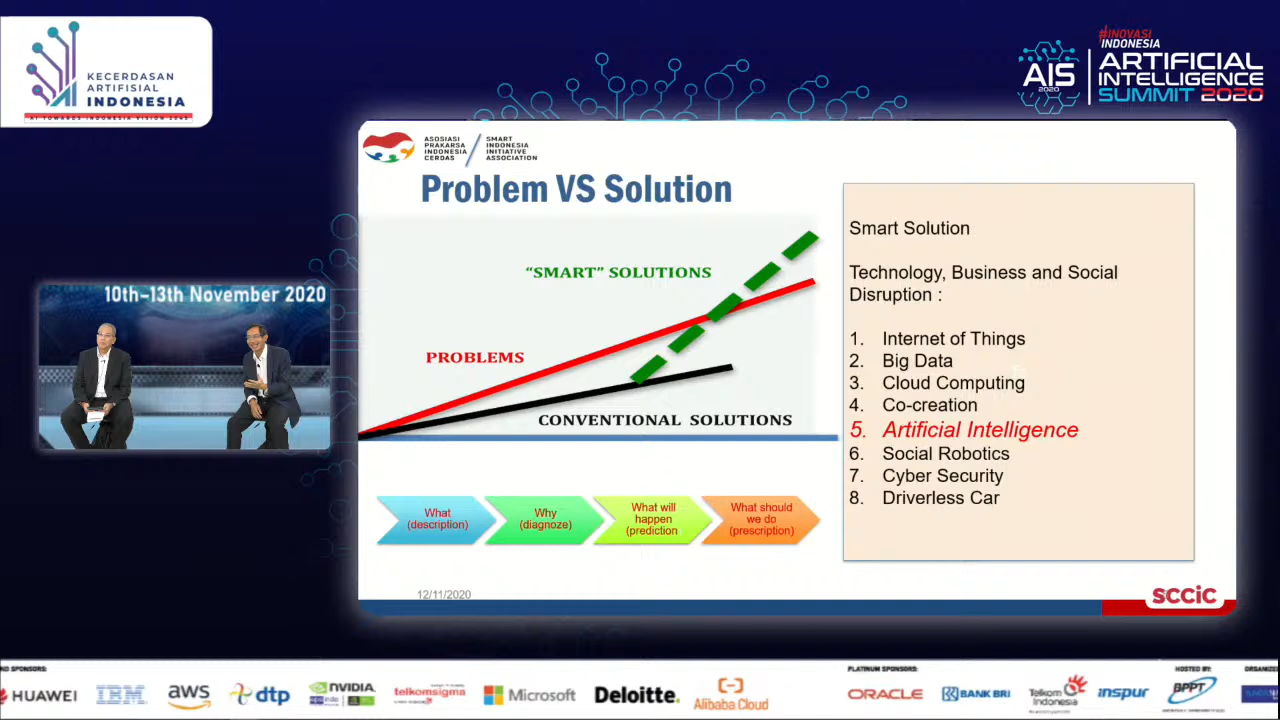 KECERDASAN
ARTIFISIAL
INDONESIA
#INOVASI
INDONESIA
AIS
2020
ARTIFICIAL
INTELLIGENCE
SUMMIT 2020
ASOSIASI
PRAKARSA
INDONESIA
CERDAS
SMART
INDONESIA
INITIATIVE
ASSOCIATION
Problem VS Solution
“SMART” SOLUTIONS
PROBLEMS
CONVENTIONAL SOLUTIONS
What
(description)
Why
(diagnoze)
What will
happen
(prediction
What should
we do
(prescription)
12/11/2020
Smart Solution
Technology, Business and Social
Disruption :
1. Internet of Things
2. Big Data
3. Cloud Computing
4. Co-creation
5. Artificial Intelligence
6. Social Robotics
7. Cyber Security
8. Driverless Car
sccic
10th-13th November 2020
SPONSORS:
HUAWEI
IBM
aws
dtp
NVIDIA
telkomsigma
Microsoft
Deloitte.
Alibaba Cloud
PLATINUM SPONSORS:
ORACLE
BANK BRI
Telkom
Indonesia
inspur
HOSTED BY:
BPPT